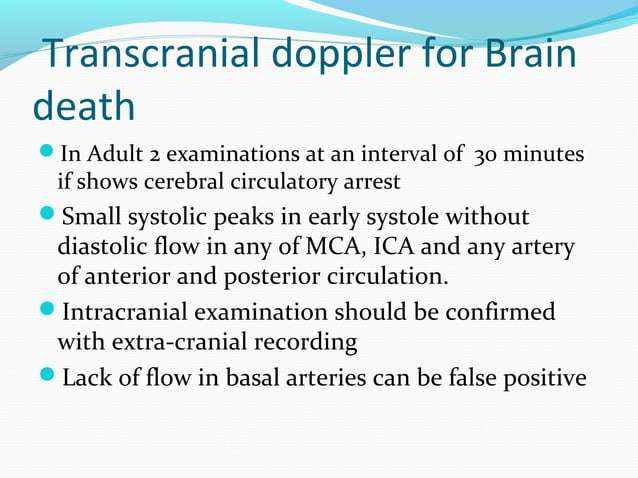 Transcranial doppler for Brain
death
In Adult 2 examinations at an interval of 30 minutes
if shows cerebral circulatory arrest
Small systolic peaks in early systole without
diastolic flow in any of MCA, ICA and any artery
of anterior and posterior circulation.
Intracranial examination should be confirmed
with extra-cranial recording
Lack of flow in basal arteries can be false positive